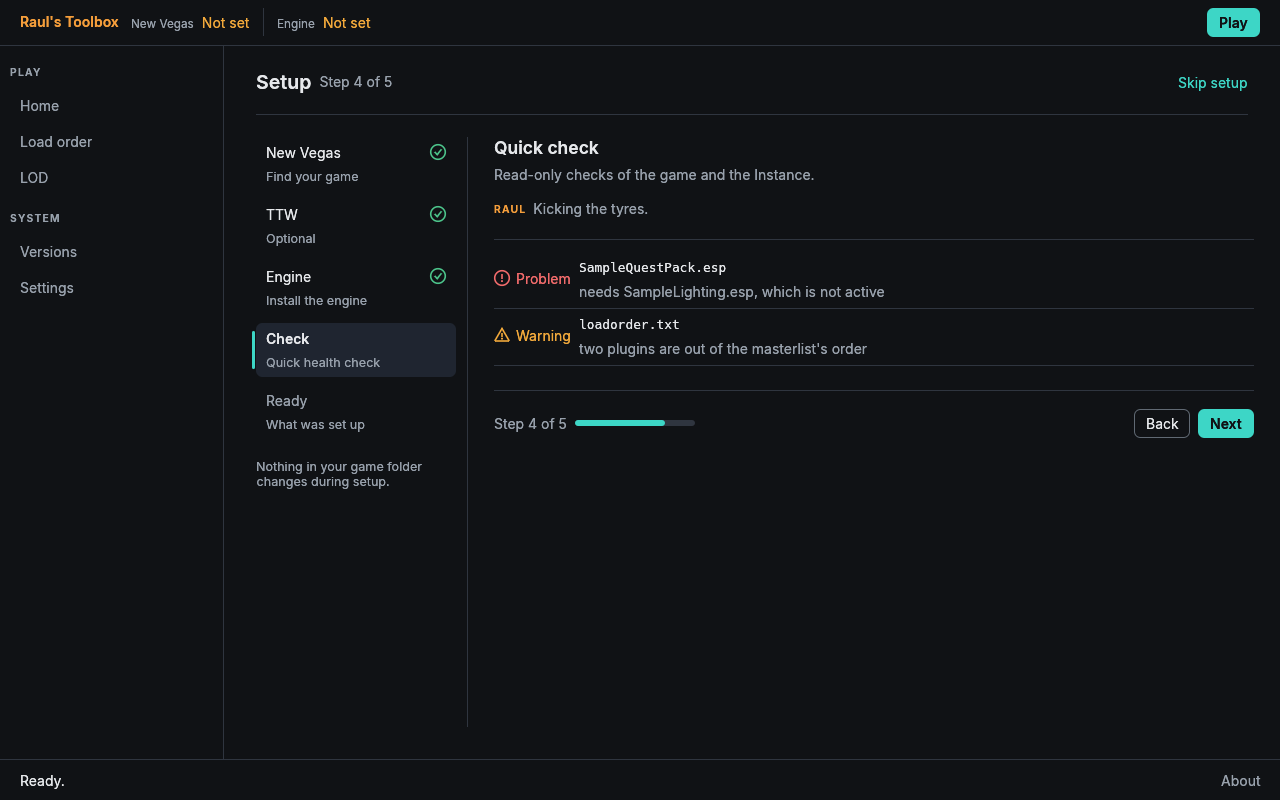 Raul's Toolbox New Vegas Not set Engine Not set Play
PLAY
Home
Load order
LOD
SYSTEM
Versions
Settings
Setup Step 4 of 5 Skip setup
New Vegas
Find your game
TTW
Optional
Engine
Install the engine
Check
Quick health check
Ready
What was set up
Nothing in your game folder
changes during setup.
Quick check
Read-only checks of the game and the Instance.
RAUL Kicking the tyres.
Problem SampleQuestPack.esp
needs SampleLighting.esp, which is not active
Warning loadorder.txt
two plugins are out of the masterlist's order
Step 4 of 5 Back Next
Ready. About